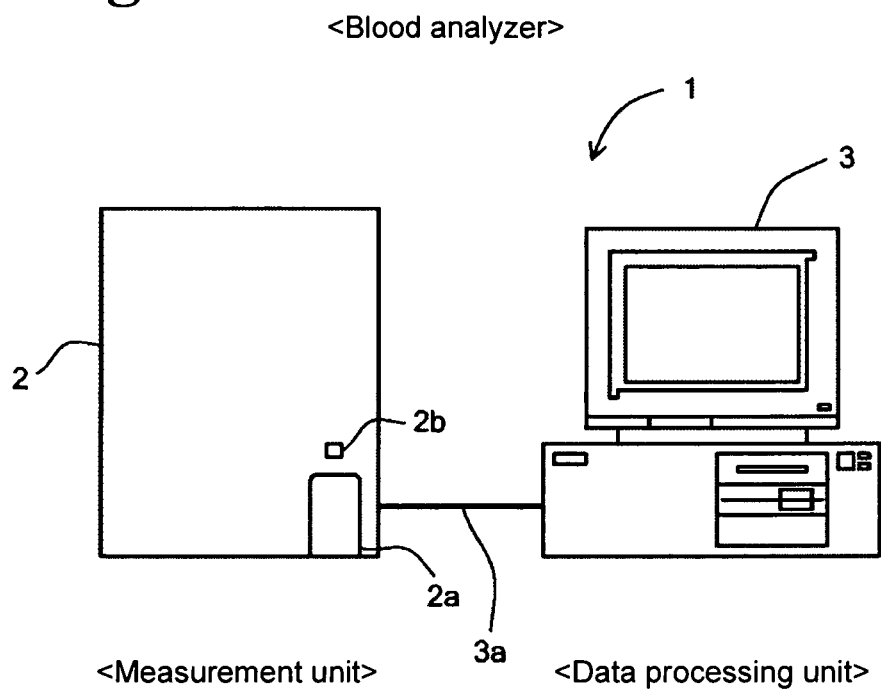 <Blood analyzer>
1
3
2
2b
2a
3a
<Measurement unit> <Data processing unit>